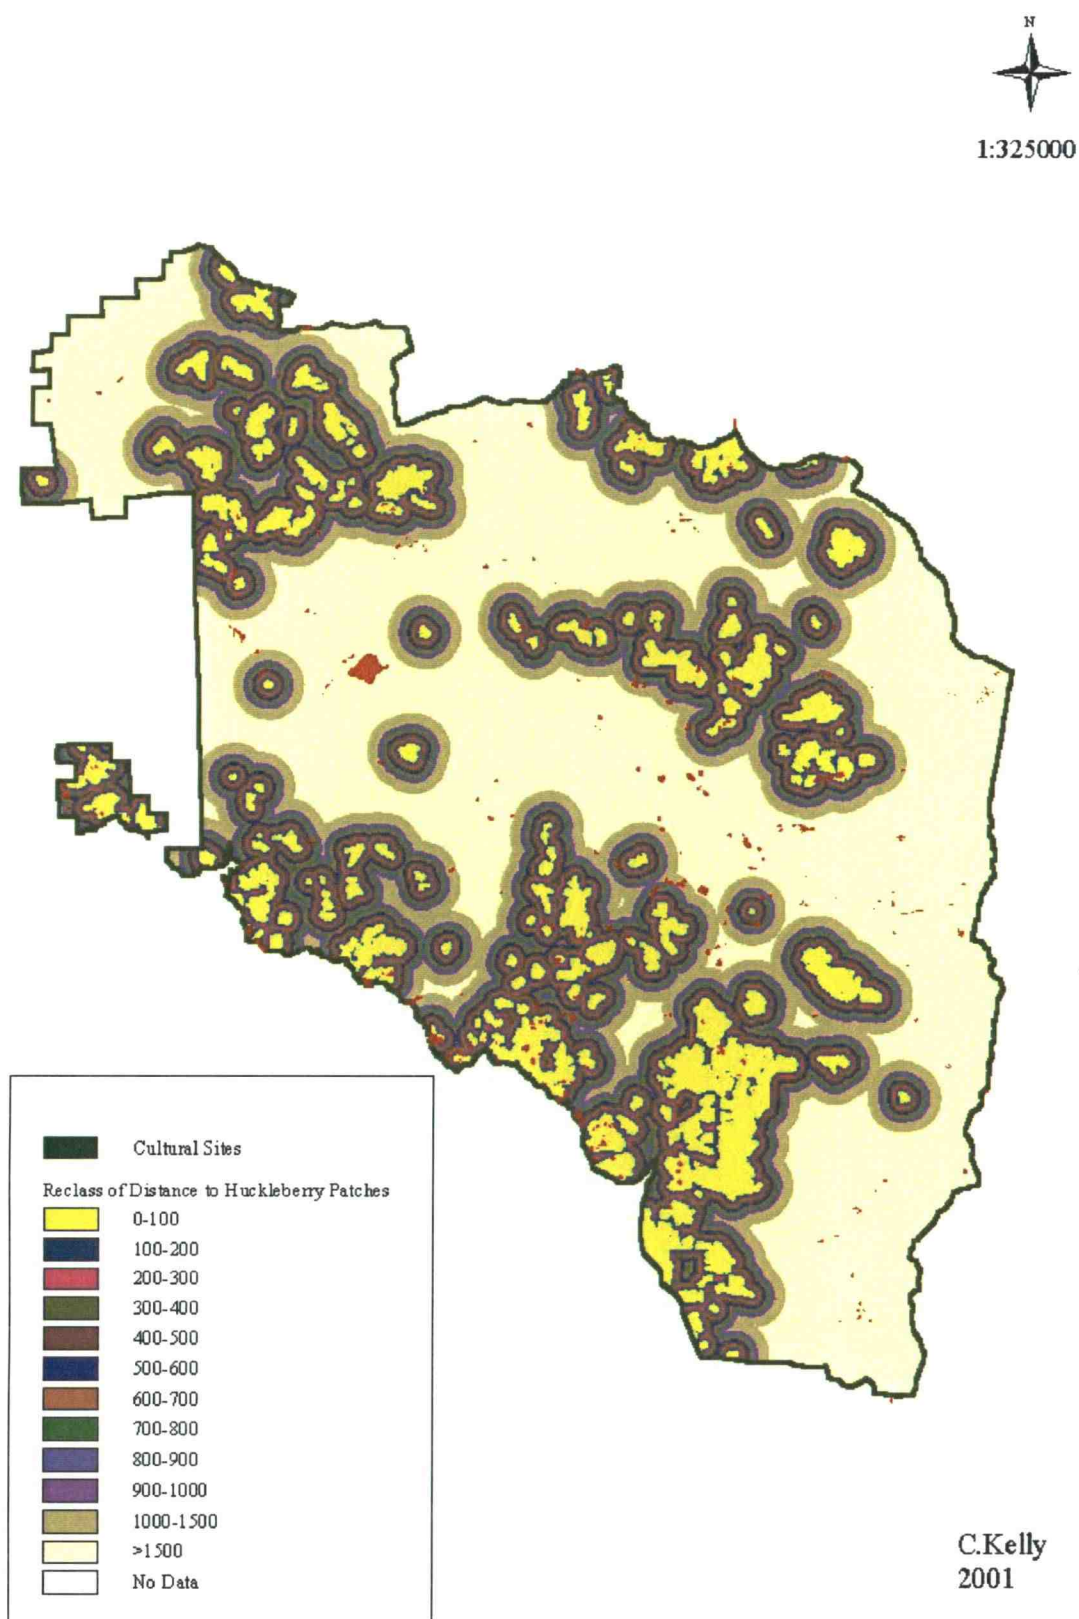 N
1:325000
Cultural Sites
Reclass of Distance to Huckleberry Patches
0-100
100-200
200-300
300-400
400-500
500-600
600-700
700-800
800-900
900-1000
1000-1500
>1500
No Data
C.Kelly
2001